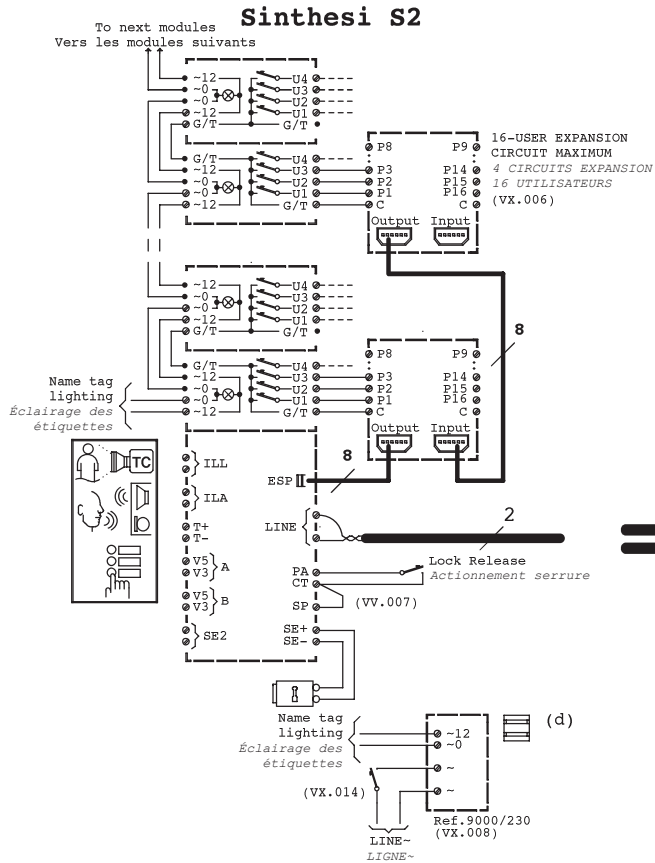 Sinthesi S2
To next modules
Vers les modules suivants
~12
~0
~0
~12
G/T
U4
U3
U2
U1
G/T
G/T
~12
~0
~0
~12
U4
U3
U2
U1
G/T
P8 P9
P3 P14
P2 P15
P1 P16
C C
Output Input
16-USER EXPANSION
CIRCUIT MAXIMUM
4 CIRCUITS EXPANSION
16 UTILISATEURS
(VX.006)
~12
~0
~0
~12
G/T
U4
U3
U2
U1
G/T
8
G/T
~12
~0
~0
~12
U4
U3
U2
U1
G/T
P8 P9
P3 P14
P2 P15
P1 P16
C C
Output Input
Name tag
lighting
Éclairage des
étiquettes
TC
ILL
ILA
T+
T-
V5
V3
A
V5
V3
B
SE2
ESP
8
LINE
2
PA
CT
SP
SE+
SE-
Lock Release
Actionnement serrure
(VV.007)
Name tag
lighting
Éclairage des
étiquettes
(VX.014)
~12
~0
~
~
(d)
Ref.9000/230
(VX.008)
LINE~
LIGNE~